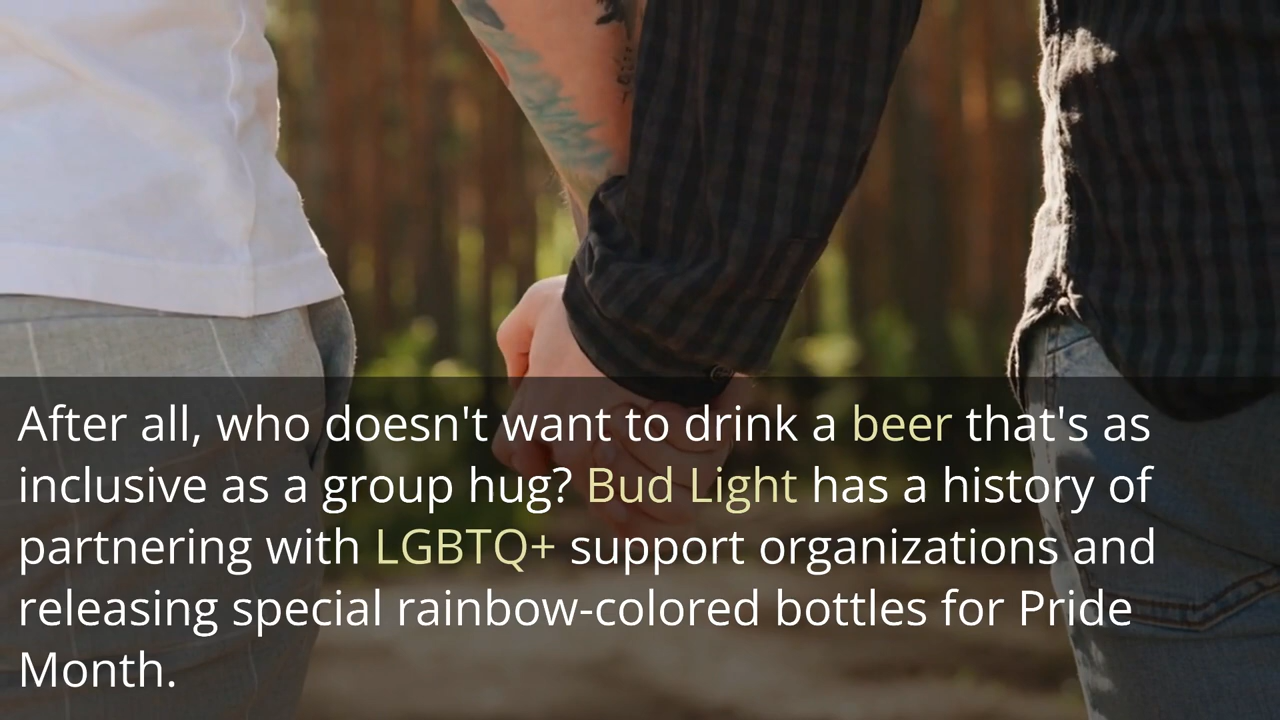 After all, who doesn't want to drink a beer that's as
inclusive as a group hug? Bud Light has a history of
partnering with LGBTQ+ support organizations and
releasing special rainbow-colored bottles for Pride
Month.